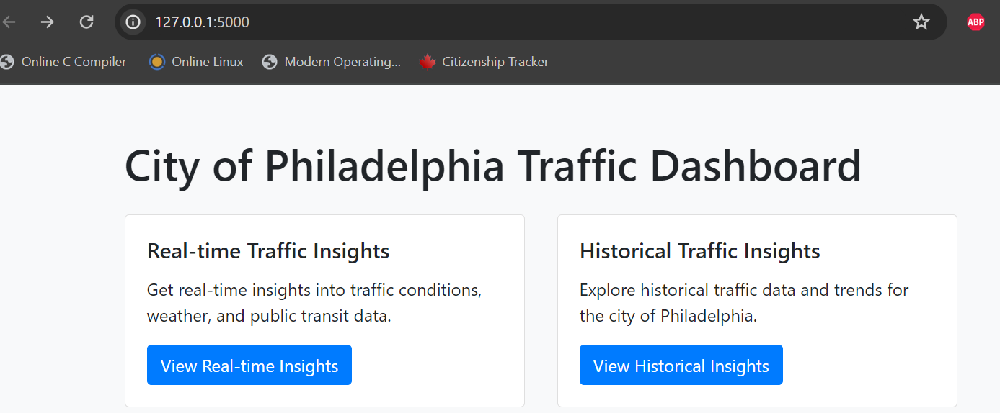 127.0.0.1:5000
ABP
Online C Compiler
Online Linux
Modern Operating...
Citizenship Tracker
City of Philadelphia Traffic Dashboard
Real-time Traffic Insights
Get real-time insights into traffic conditions,
weather, and public transit data.
View Real-time Insights
Historical Traffic Insights
Explore historical traffic data and trends for
the city of Philadelphia.
View Historical Insights